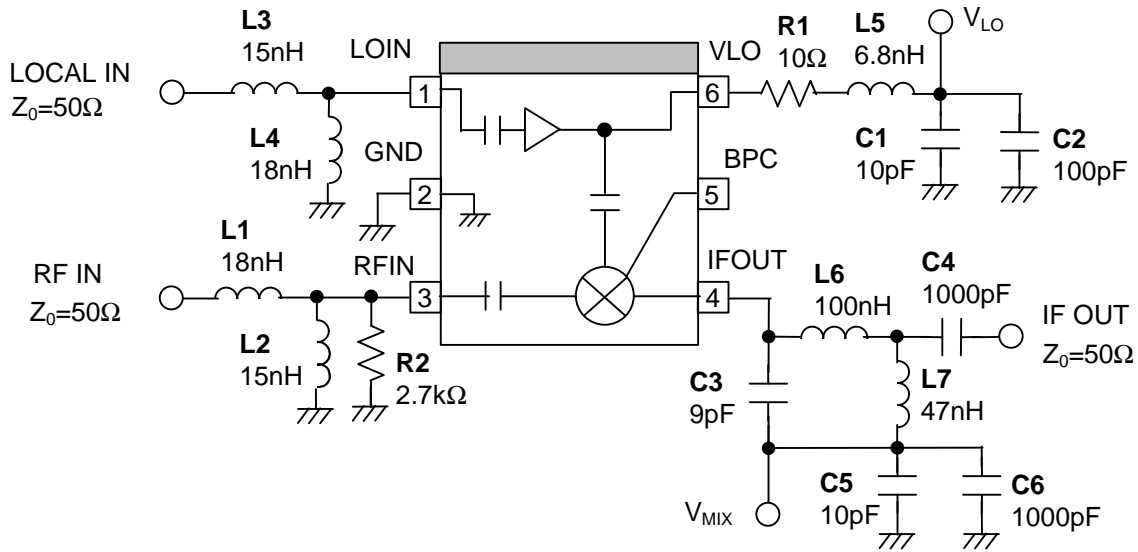 L3
15nH
LOCAL IN
Z0=50Ω
L4
18nH
LOIN
1
GND
2
L1
18nH
RF IN
Z0=50Ω
L2
15nH
R2
2.7kΩ
RFIN
3
VLO
6
R1
10Ω
L5
6.8nH
VLO
C1
10pF
C2
100pF
BPC
5
IFOUT
4
L6
100nH
C4
1000pF
IF OUT
Z0=50Ω
C3
9pF
L7
47nH
VMIX
C5
10pF
C6
1000pF